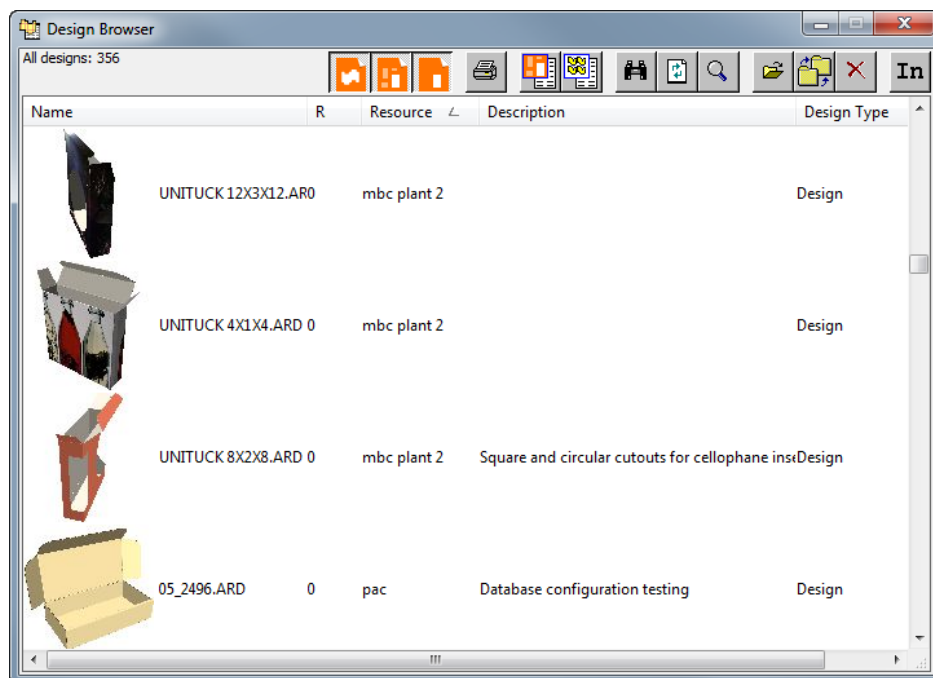 Design Browser
All designs: 356
In
Name R Resource Description Design Type
UNITUCK 12X3X12.AR0 mbc plant 2 Design
UNITUCK 4X1X4.ARD 0 mbc plant 2 Design
UNITUCK 8X2X8.ARD 0 mbc plant 2 Square and circular cutouts for cellophane inseDesign
05_2496.ARD 0 pac Database configuration testing Design